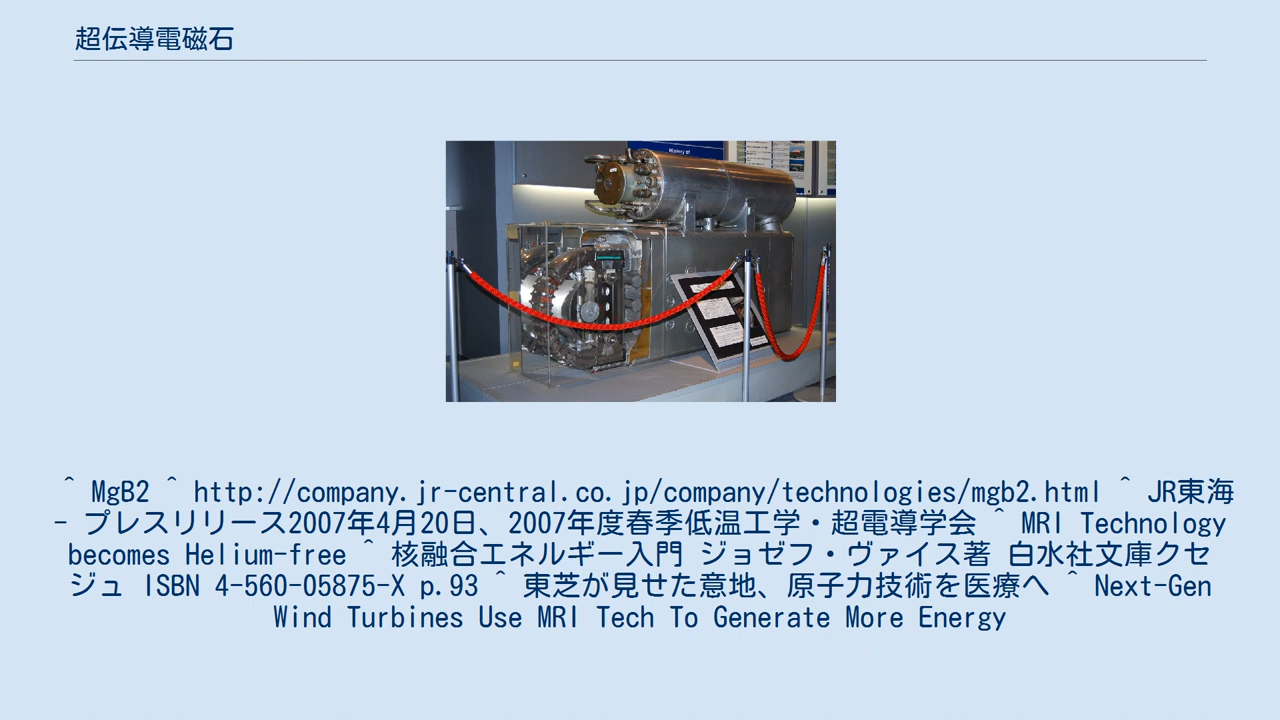 超伝導電磁石
History of
^ MgB2 ^ http://company.jr-central.co.jp/company/technologies/mgb2.html ^ JR東海
- プレスリリース2007年4月20日、2007年度春季低温工学・超電導学会 ^ MRI Technology
becomes Helium-free ^ 核融合エネルギー入門 ジョゼフ・ヴァイス著 白水社文庫クセ
ジュ ISBN 4-560-05875-X p.93 ^ 東芝が見せた意地、原子力技術を医療へ ^ Next-Gen
Wind Turbines Use MRI Tech To Generate More Energy